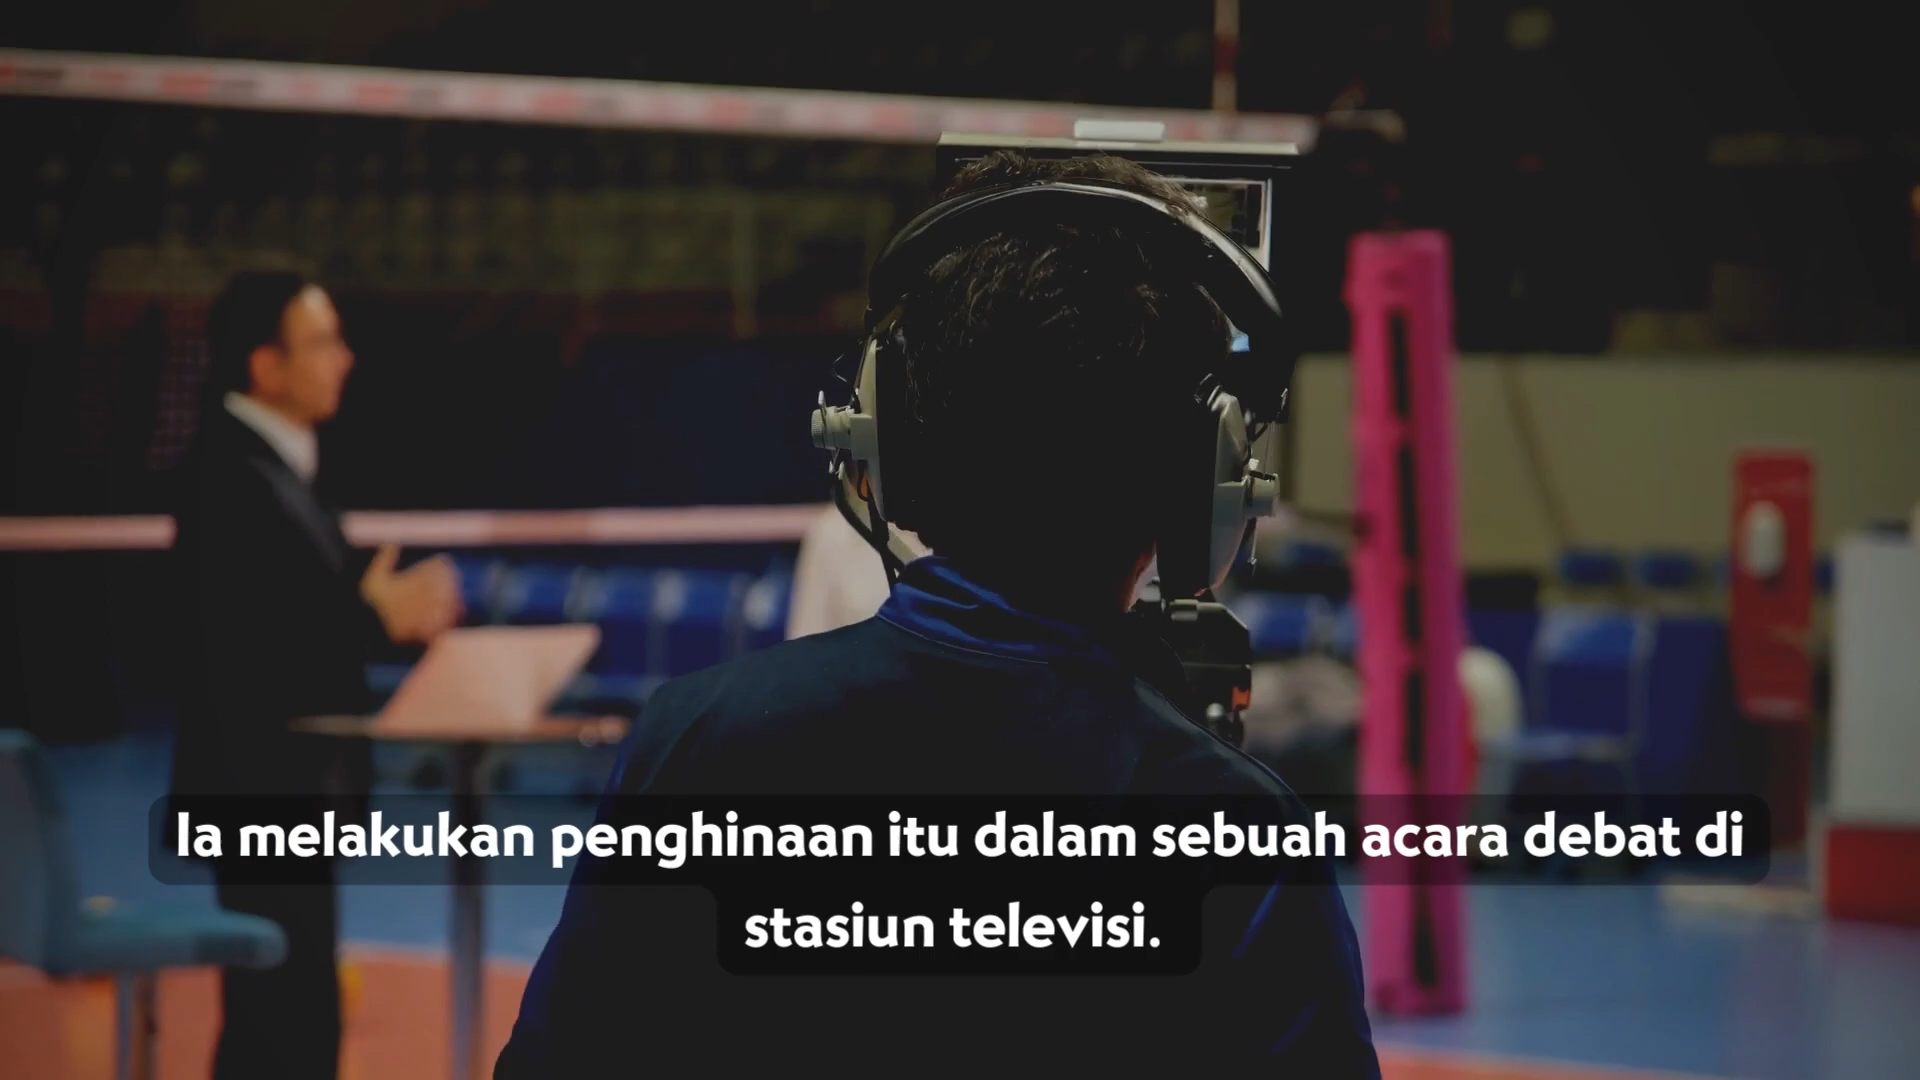 Ia melakukan penghinaan itu dalam sebuah acara debat di
stasiun televisi.